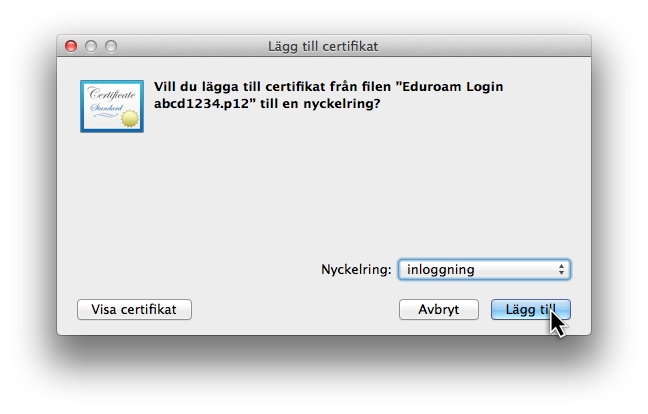 Lägg till certifikat
Certificate
Standard
Vill du lägga till certifikat från filen ”Eduroam Login
abcd1234.p12” till en nyckelring?
Nyckelring: inloggning
Visa certifikat Avbryt Lägg till